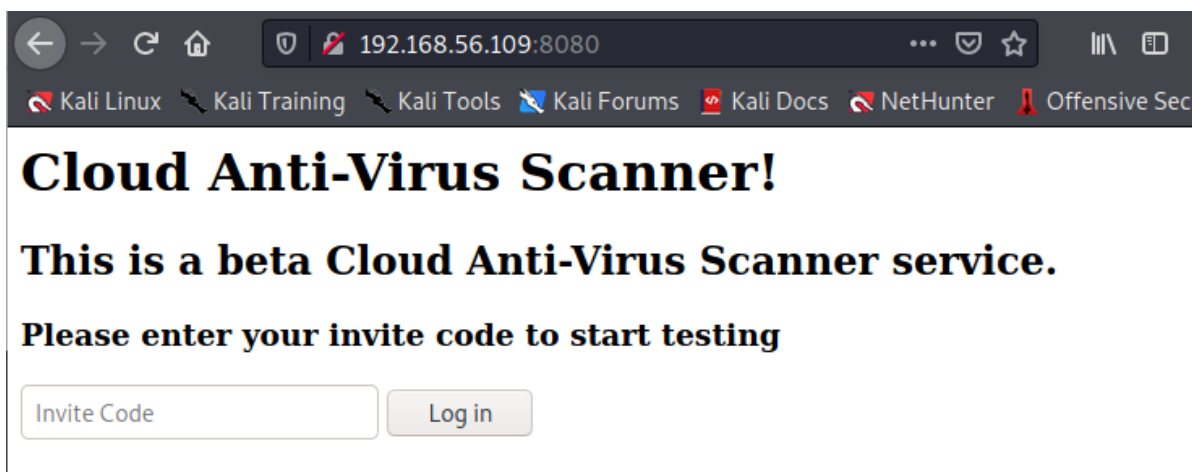 192.168.56.109:8080
Kali Linux Kali Training Kali Tools Kali Forums Kali Docs NetHunter Offensive Sec
Cloud Anti-Virus Scanner!
This is a beta Cloud Anti-Virus Scanner service.
Please enter your invite code to start testing
Invite Code Log in